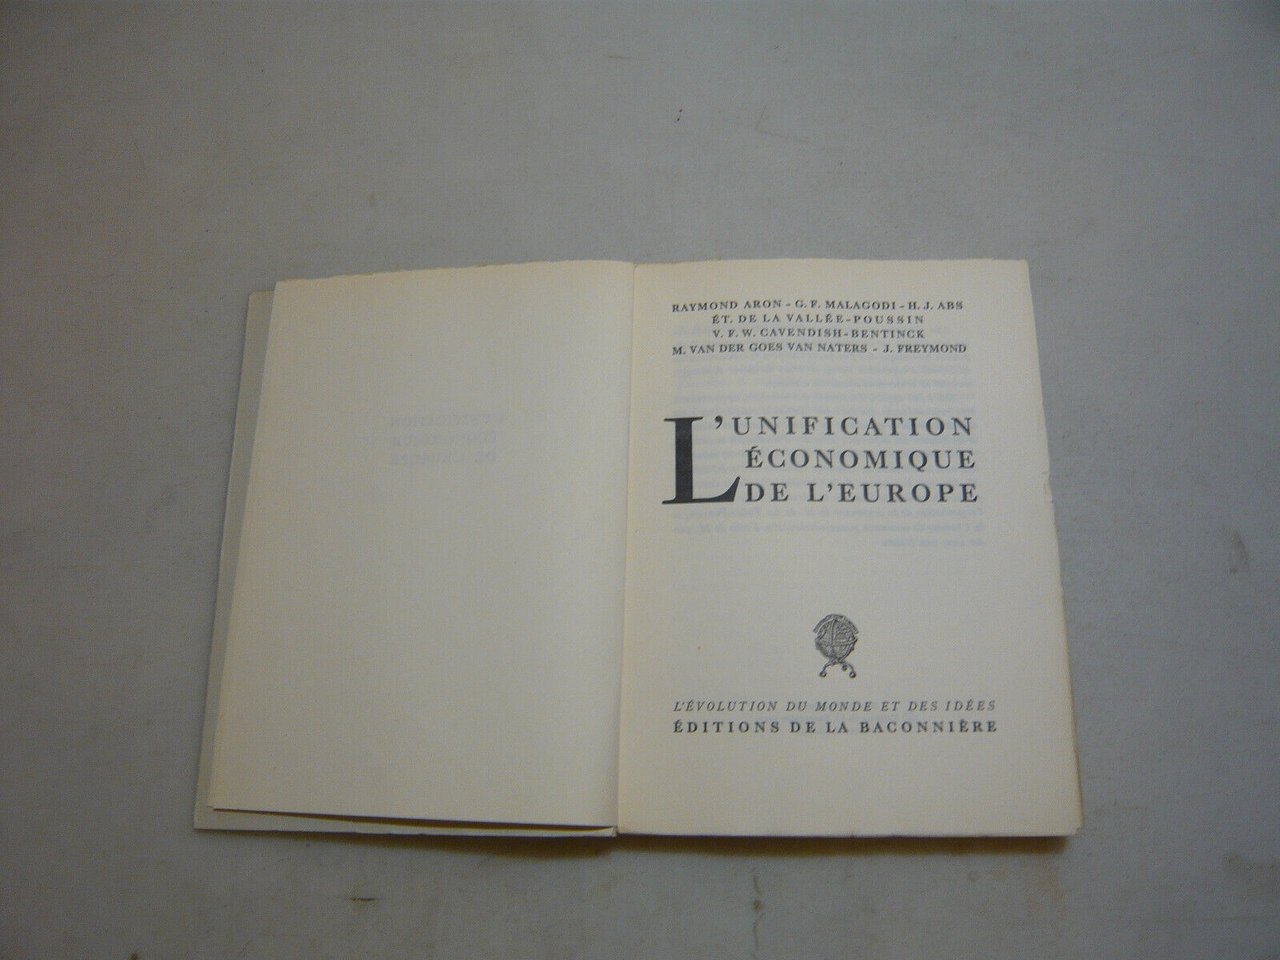 RAYMOND ARON - G. F. MALAGODI - H. J. ABS
ÉT. DE LA VALLÉE-POUSSIN
V. F. W. CAVENDISH-BENTINCK
M. VAN DER GOES VAN NATERS - J. FREYMOND
L'UNIFICATION
ÉCONOMIQUE
DE L'EUROPE
L'ÉVOLUTION DU MONDE ET DES IDÉES
ÉDITIONS DE LA BACONNIÈRE